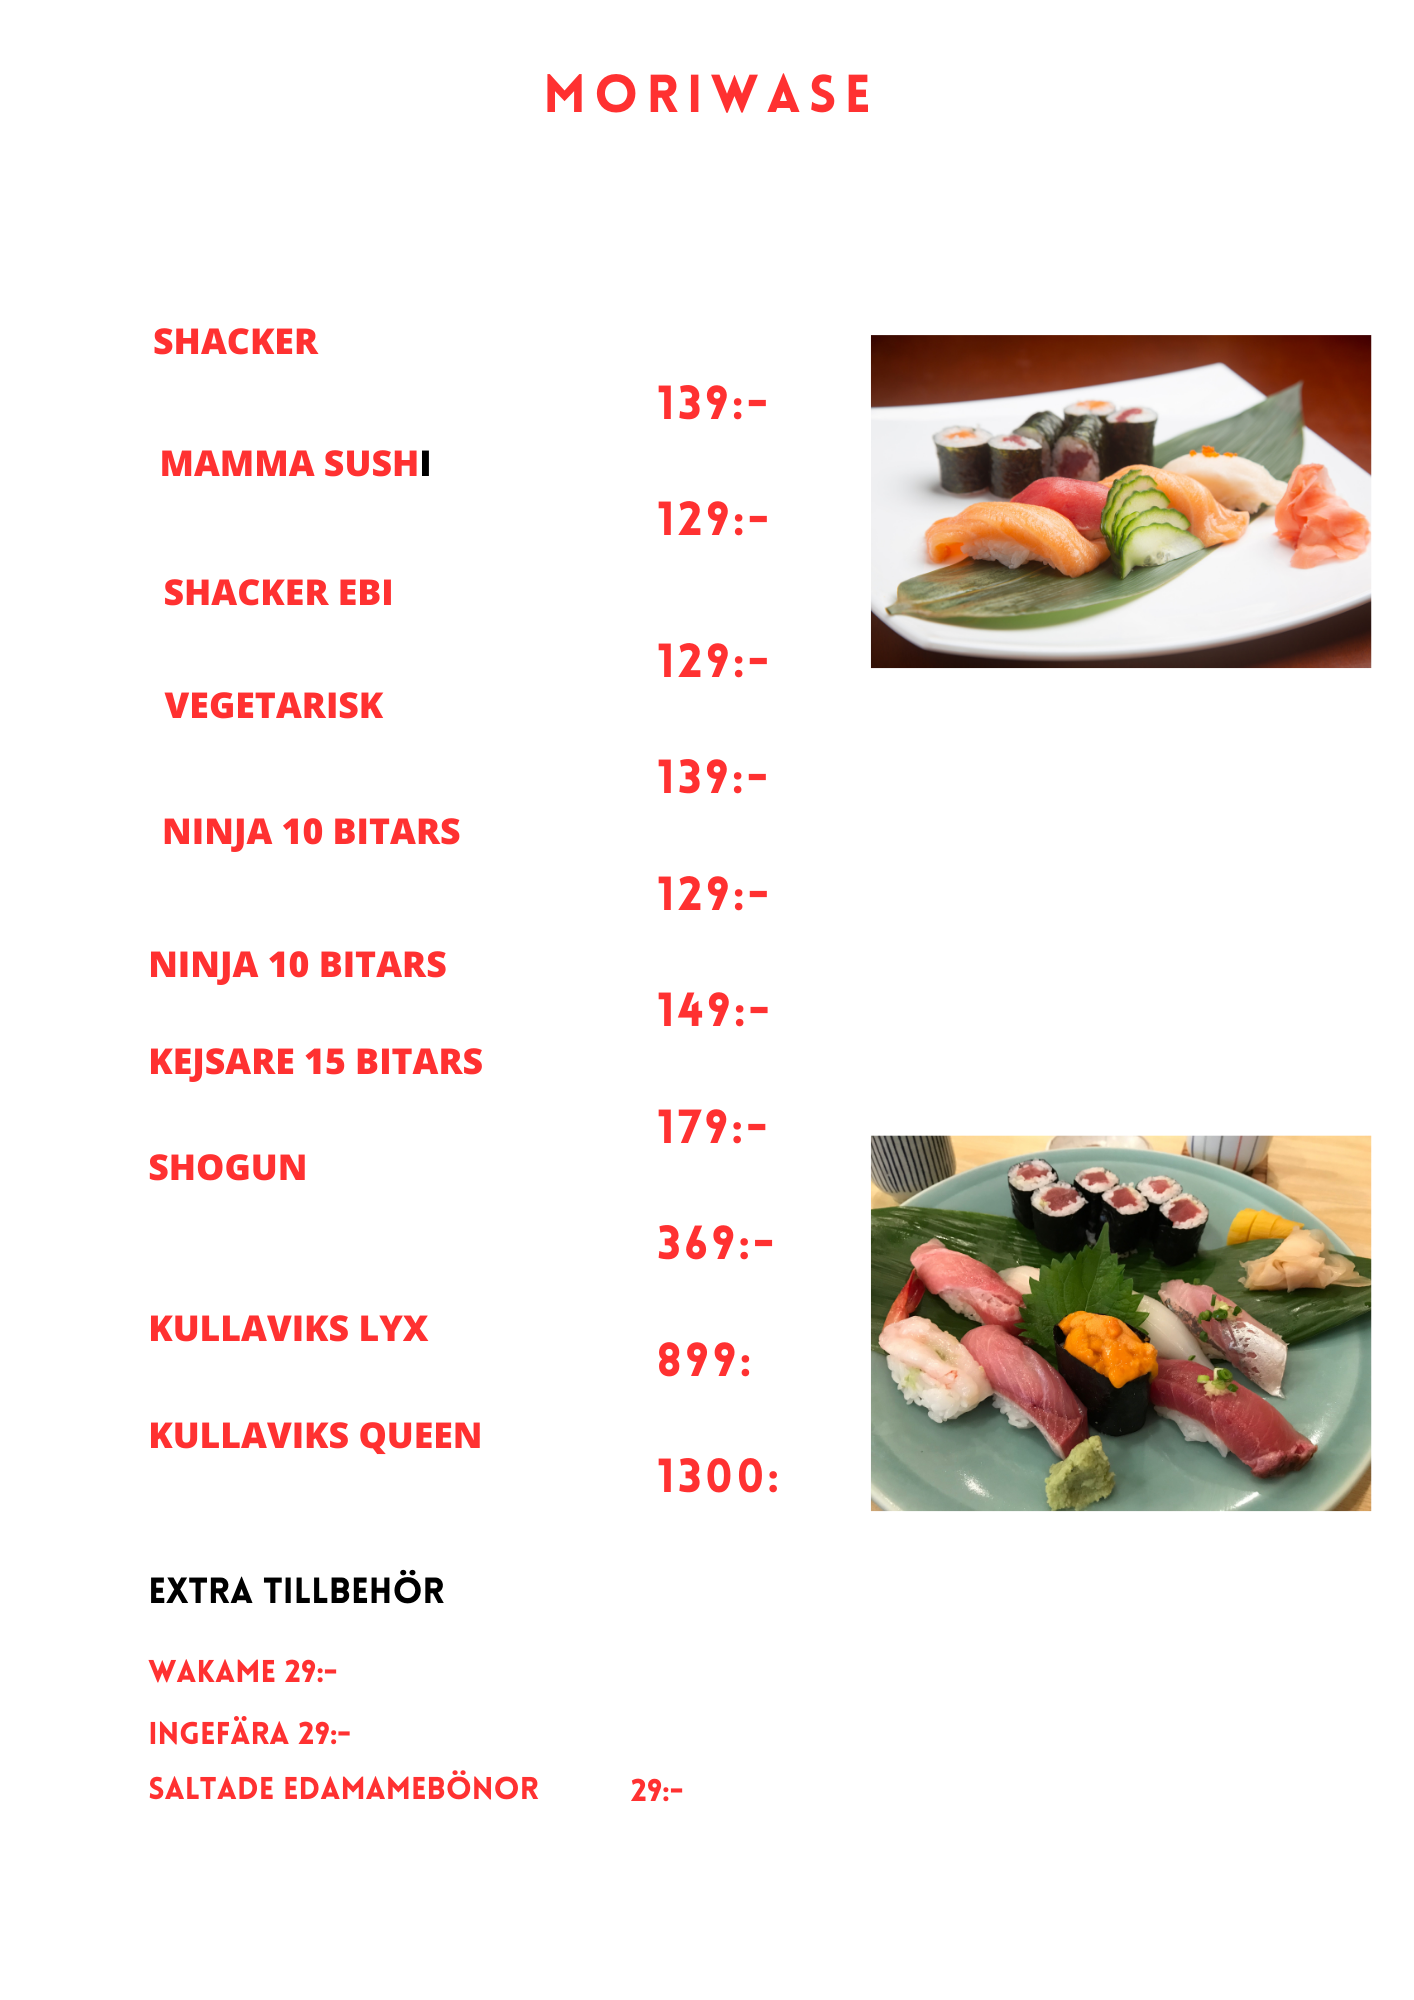 MORIWASE
SHACKER
139:-
MAMMA SUSHI
129:-
SHACKER EBI
129:-
VEGETARISK
139:-
NINJA 10 BITARS
129:-
NINJA 10 BITARS
149:-
KEJSARE 15 BITARS
179:-
SHOGUN
369:-
KULLAVIKS LYX
899:
KULLAVIKS QUEEN
1300:
EXTRA TILLBEHÖR
WAKAME 29:-
INGEFÄRA 29:-
SALTADE EDAMAMEBÖNOR 29:-